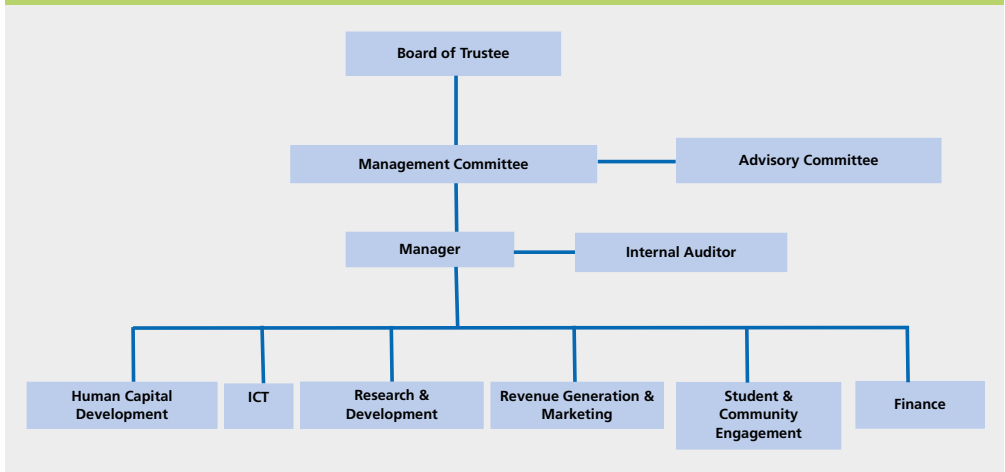 Board of Trustee
Management Committee
Advisory Committee
Manager
Internal Auditor
Human Capital
Development
ICT
Research &
Development
Revenue Generation &
Marketing
Student &
Community
Engagement
Finance